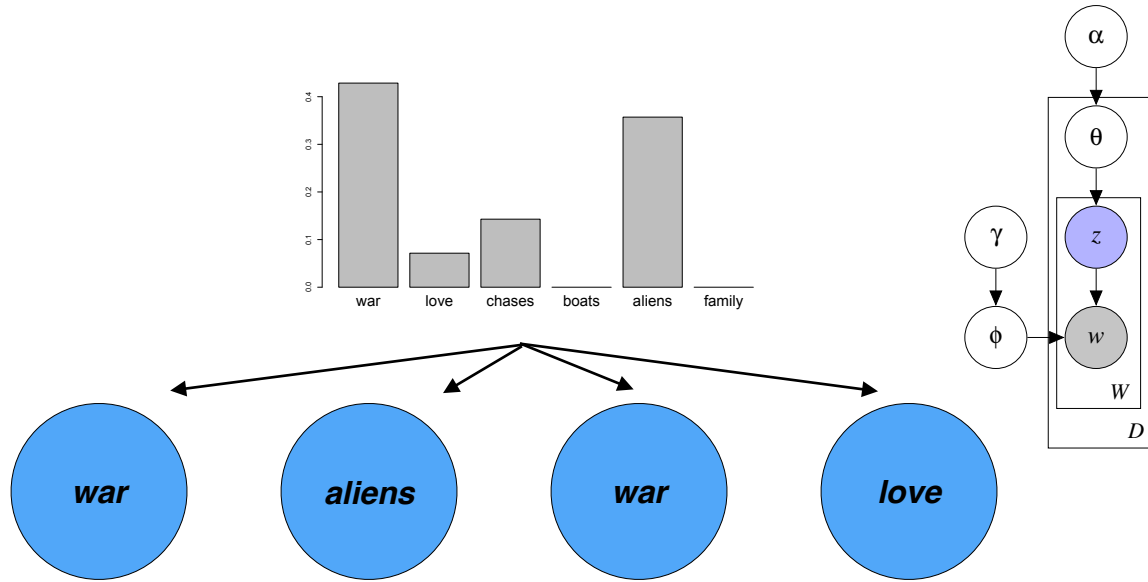 0.4
0.3
0.2
0.1
0.0
war love chases boats aliens family
war aliens war love
α
θ
γ
z
ϕ
w
W
D